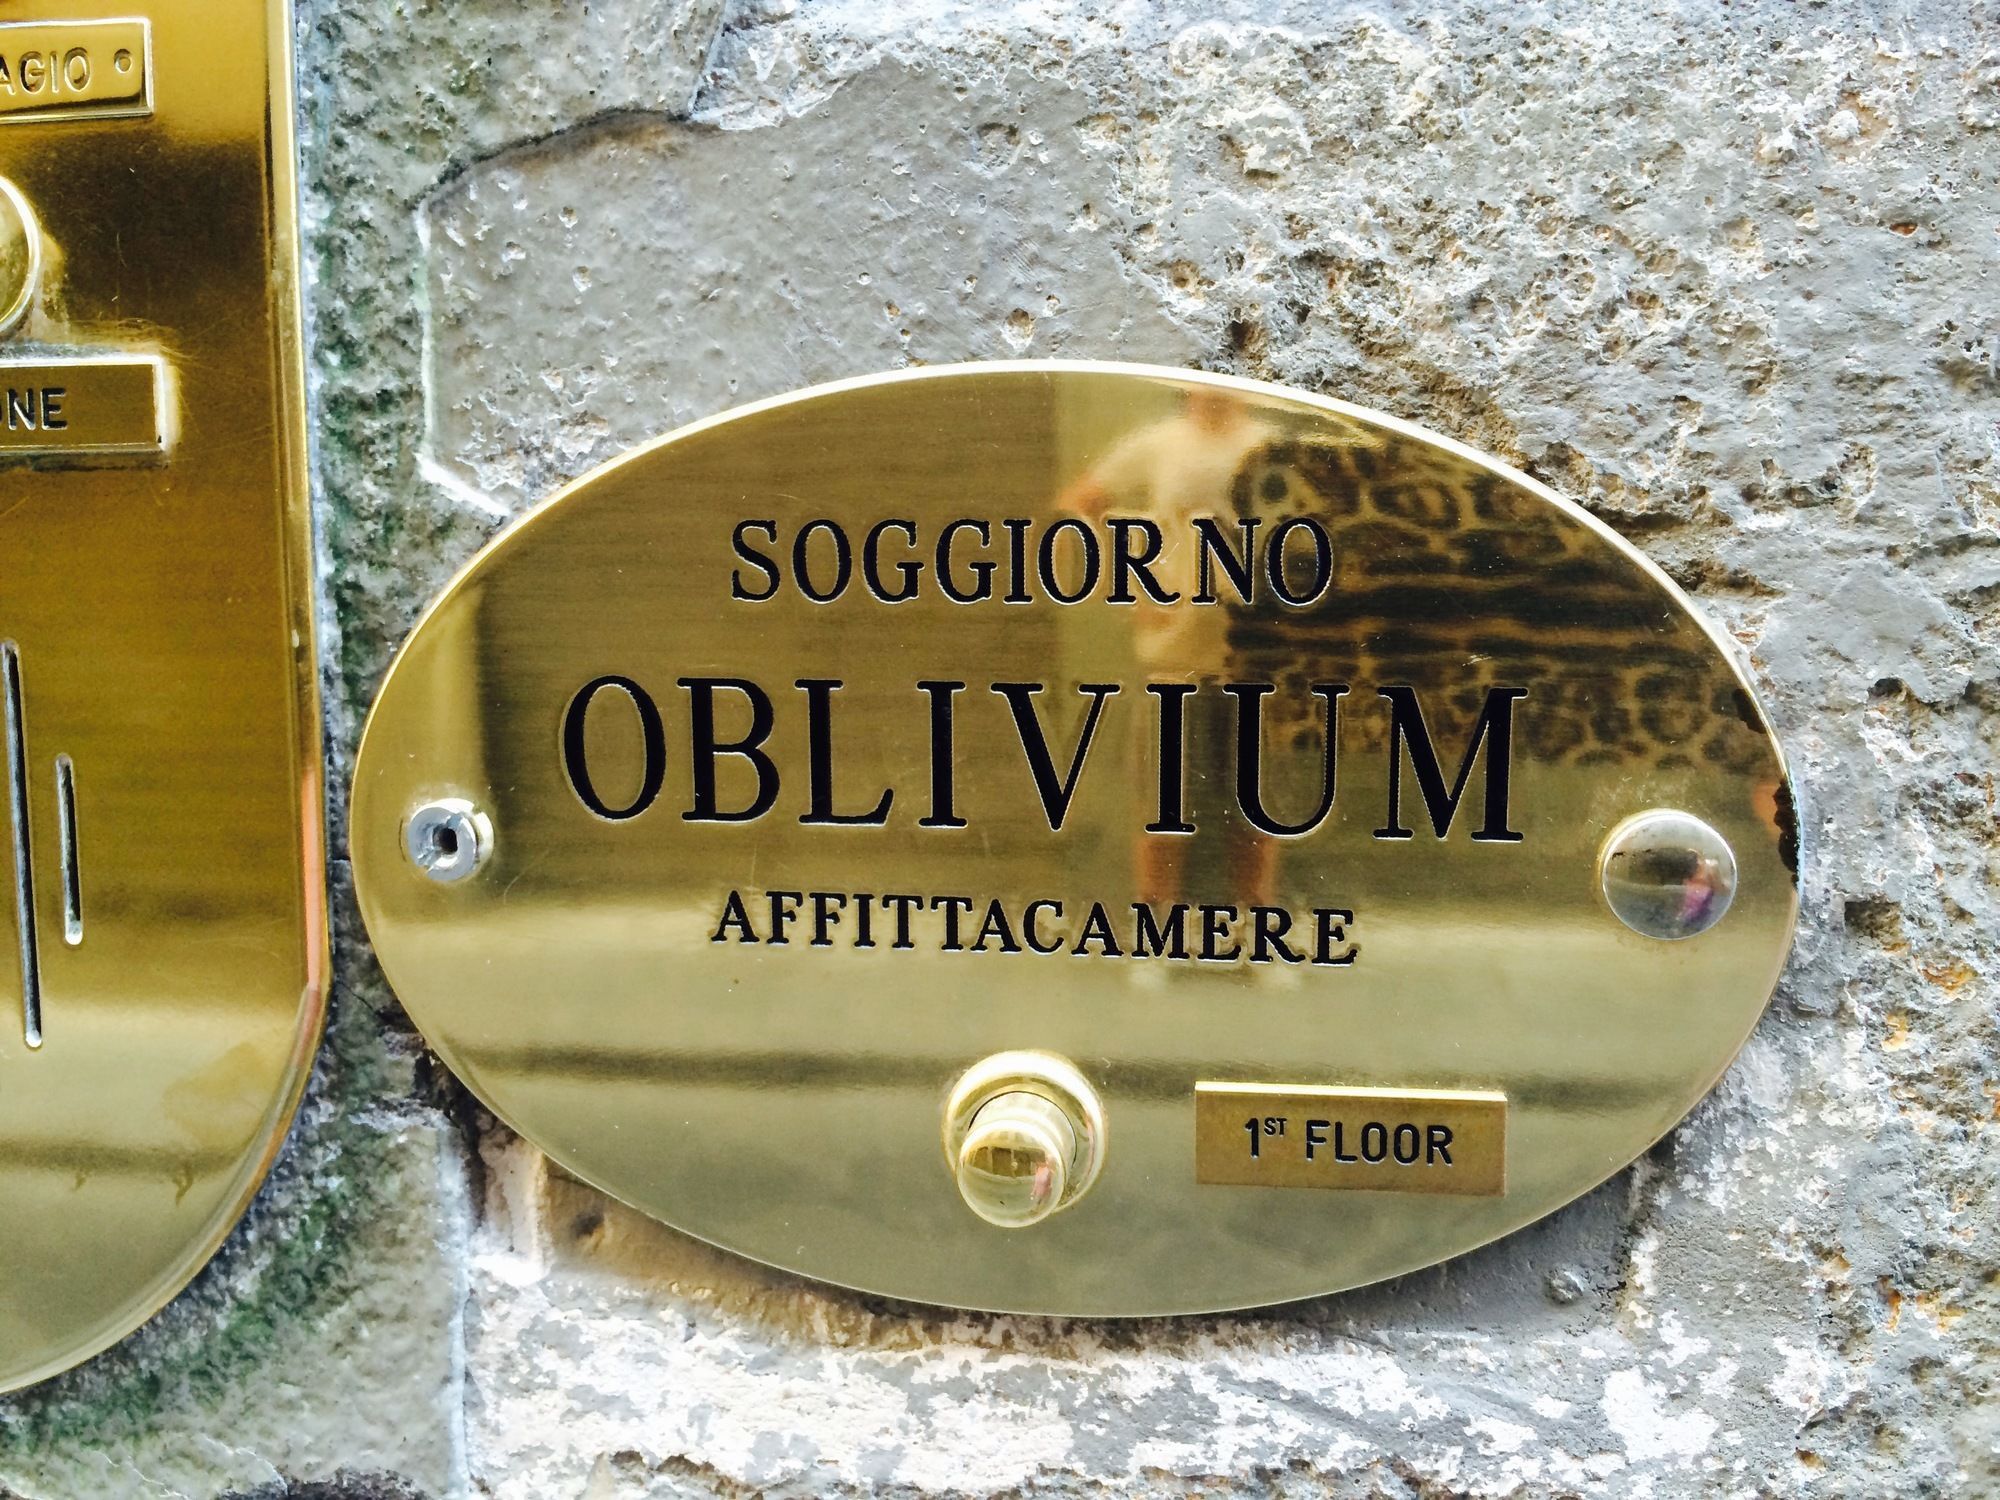 SOGGIORNO
OBLIVIUM
AFFITTACAMERE
1ST FLOOR